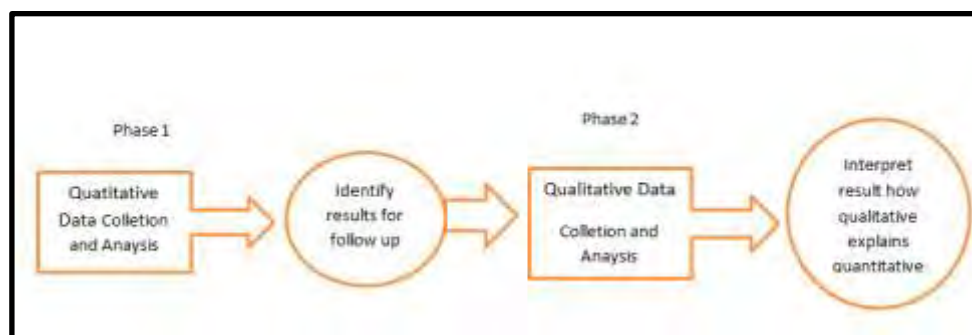 Phase 1
Quatitative
Data Colletion
and Anaysis
Identify
results for
follow up
Phase 2
Qualitative Data
Colletion and
Anaysis
Interpret
result how
qualitative
explains
quantitative